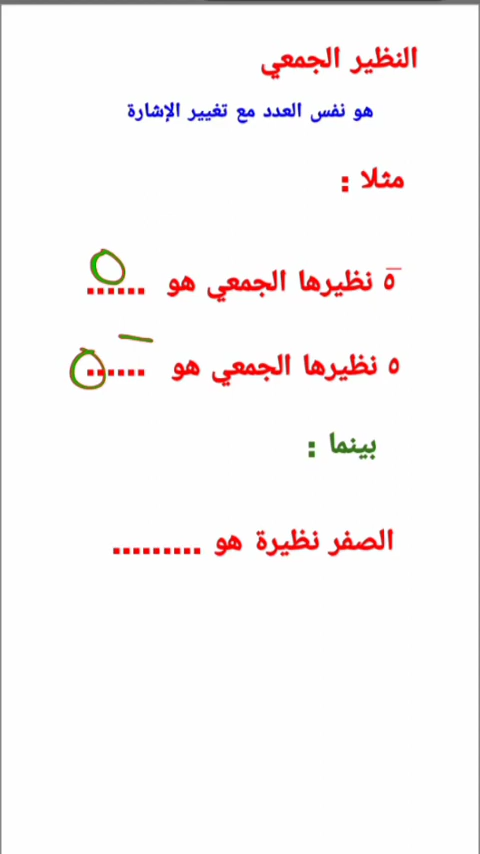 النظير الجمعي
هو نفس العدد مع تغيير الإشارة
مثلا :
٥̅ نظيرها الجمعي هو ...... ٥
٥ نظيرها الجمعي هو ...... ٥ −
بينما :
الصفر نظيرة هو .........